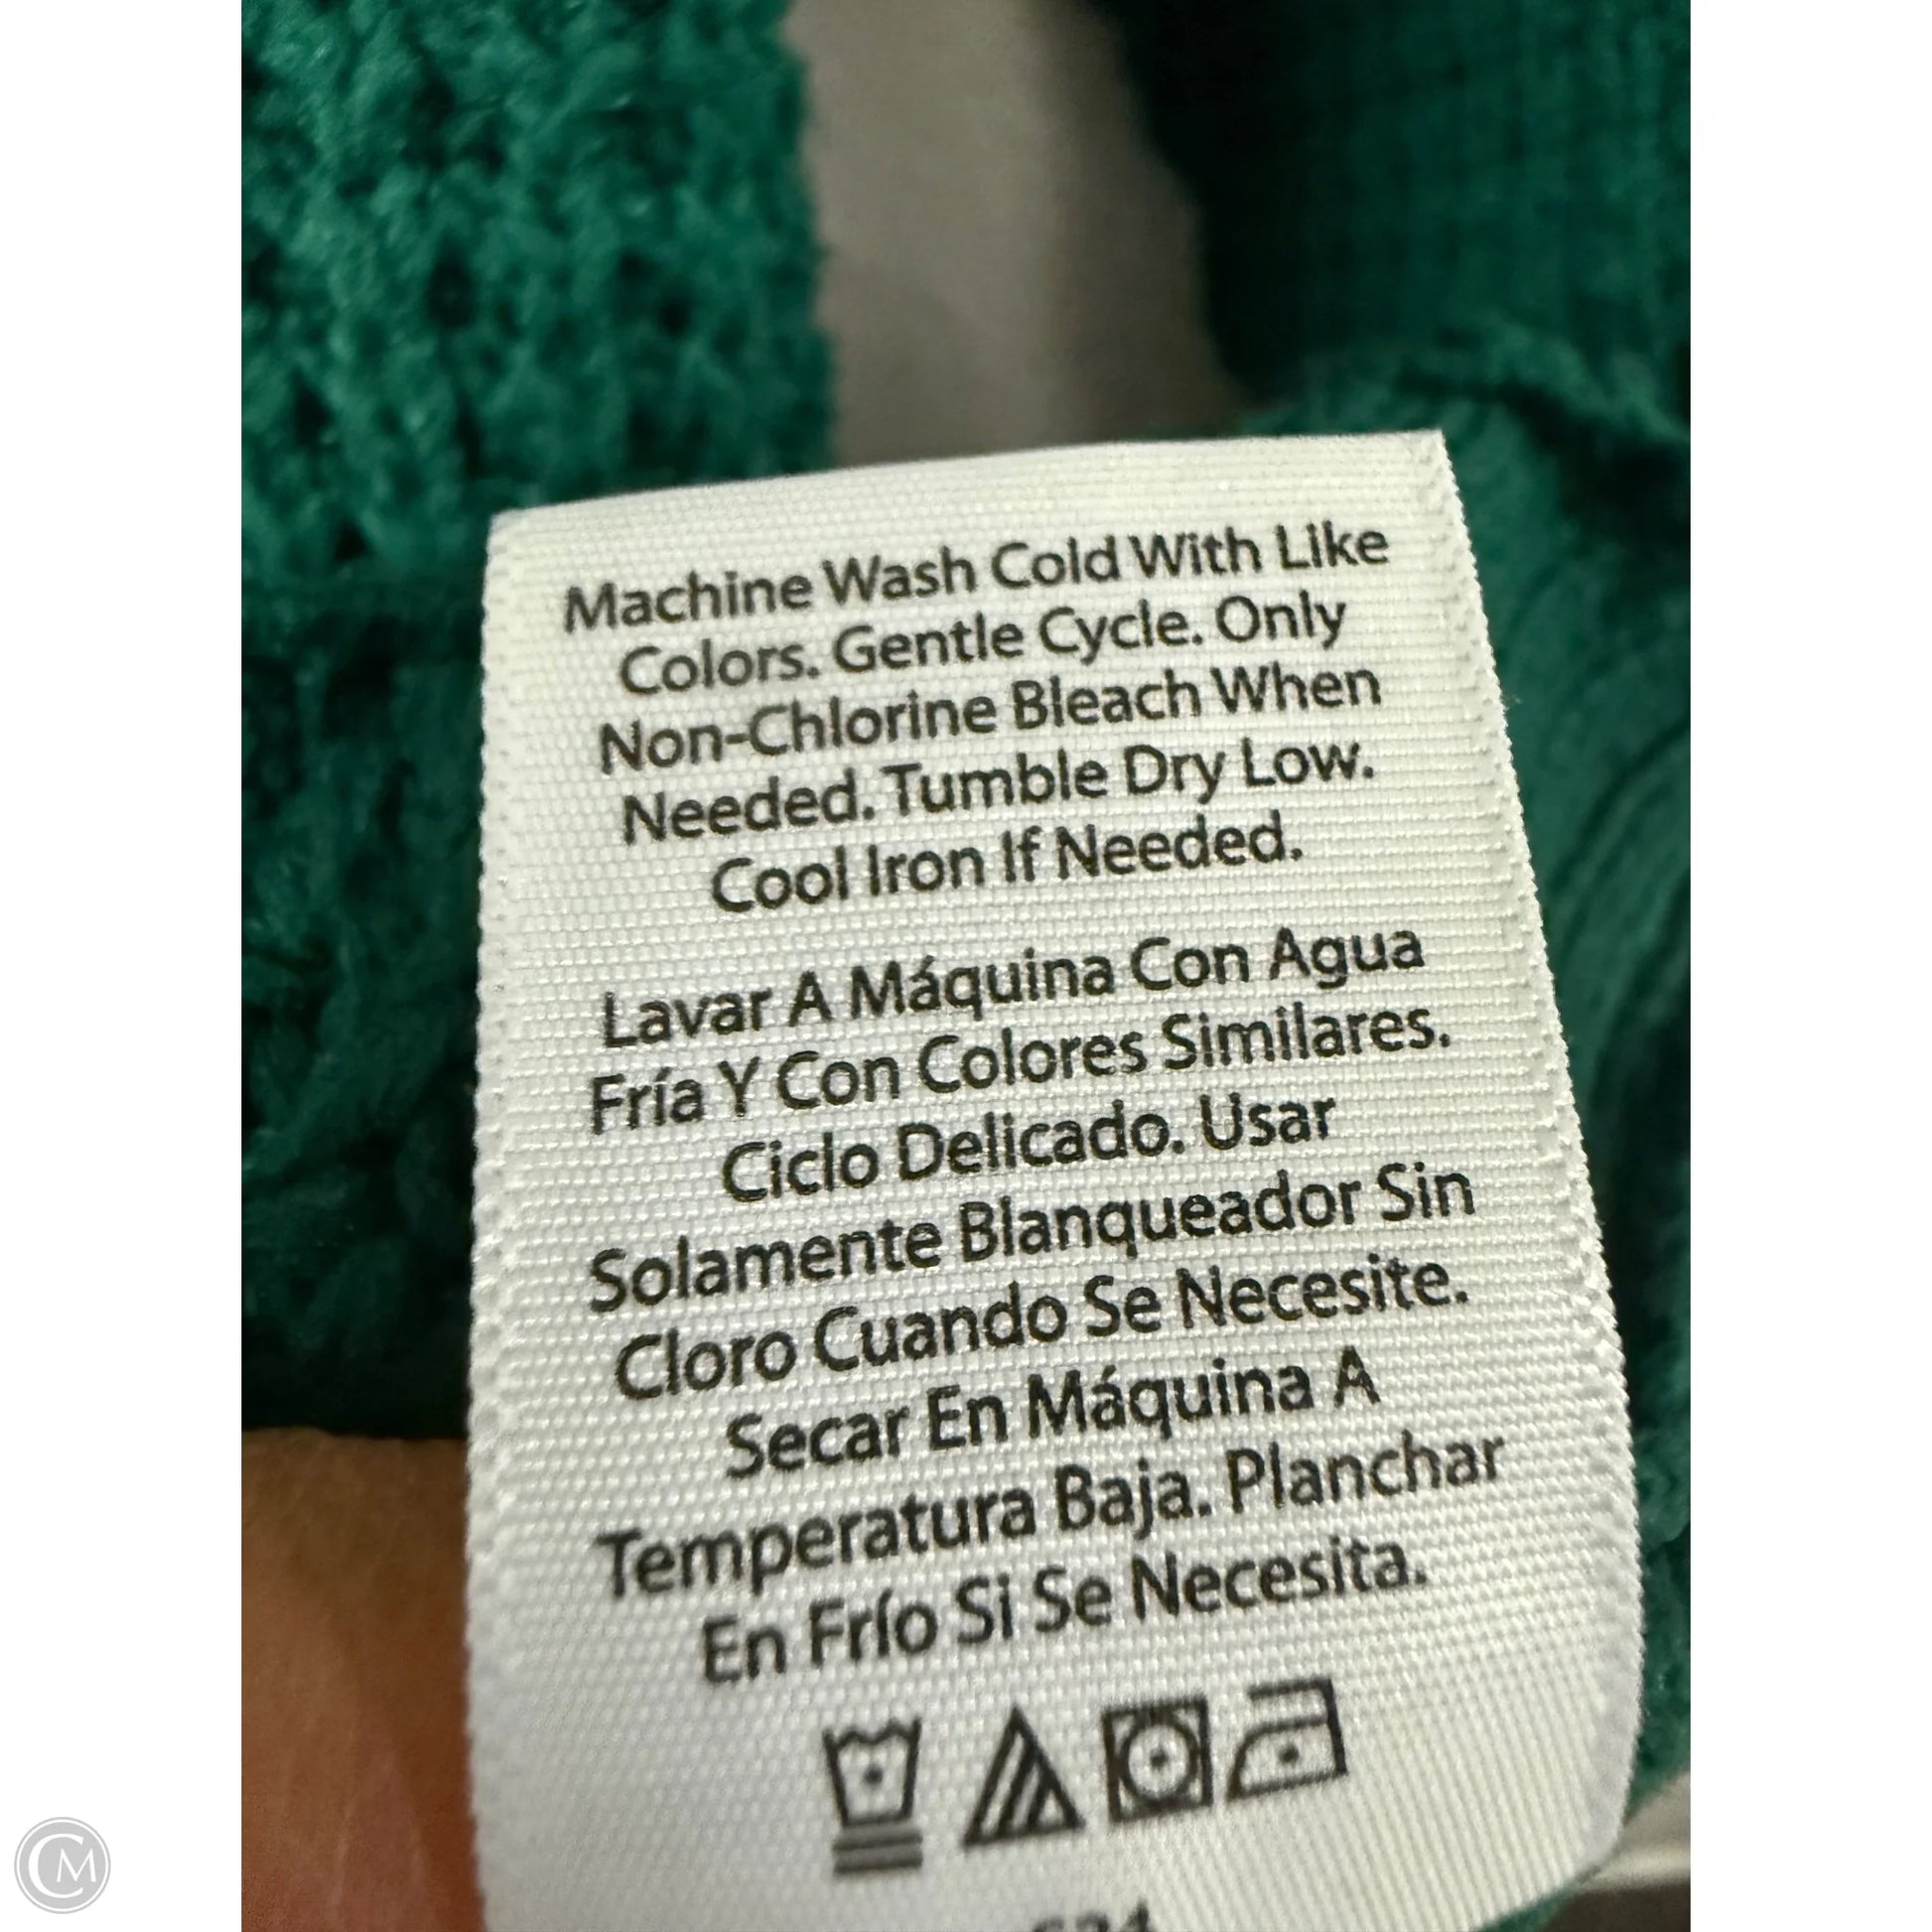 Machine Wash Cold With Like
Colors. Gentle Cycle. Only
Non-Chlorine Bleach When
Needed. Tumble Dry Low.
Cool Iron If Needed.
Lavar A Máquina Con Agua
Fría Y Con Colores Similares.
Ciclo Delicado. Usar
Solamente Blanqueador Sin
Cloro Cuando Se Necesite.
Secar En Máquina A
Temperatura Baja. Planchar
En Frío Si Se Necesita.
CM